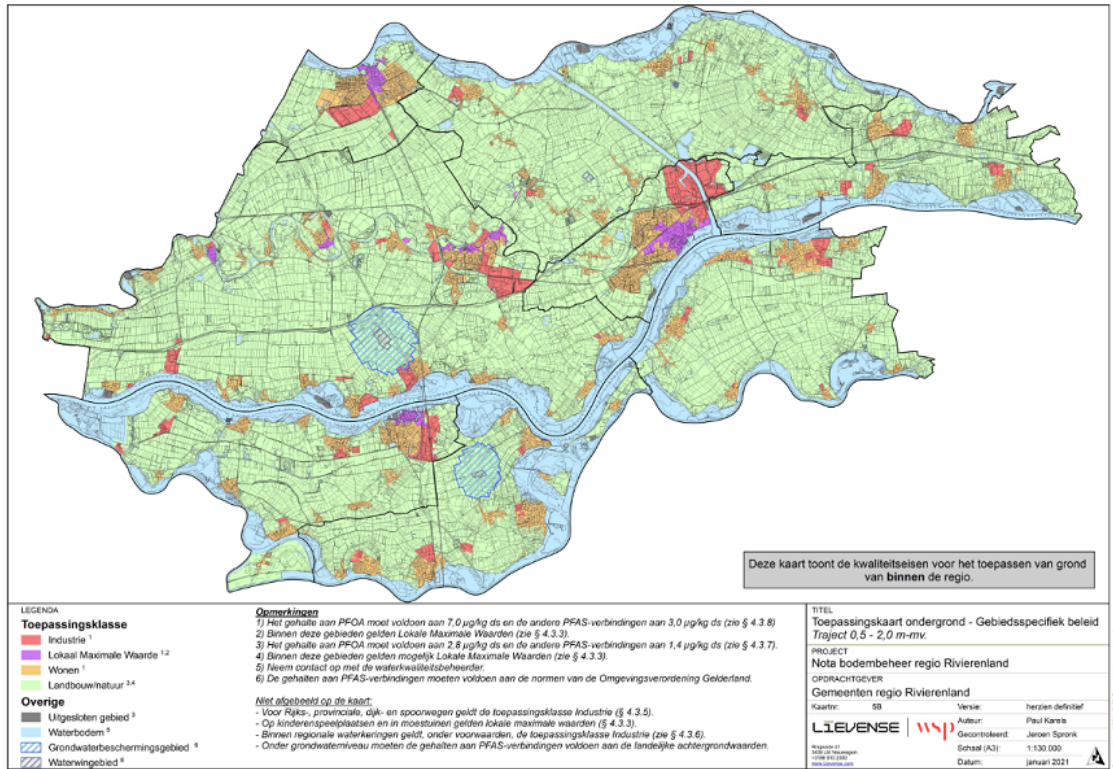 Deze kaart toont de kwaliteitseisen voor het toepassen van grond
van binnen de regio.
LEGENDA
Toepassingsklasse
Industrie 1
Lokaal Maximale Waarde 1,2
Wonen 1
Landbouw/natuur 3,4
Overige
Uitgesloten gebied 3
Waterbodem 5
Grondwaterbeschermingsgebied 6
Waterwingebied 6
Opmerkingen
1) Het gehalte aan PFOA moet voldoen aan 7,0 µg/kg ds en de andere PFAS-verbindingen aan 3,0 µg/kg ds (zie § 4.3.8)
2) Binnen deze gebieden gelden Lokale Maximale Waarden (zie § 4.3.3).
3) Het gehalte aan PFOA moet voldoen aan 2,8 µg/kg ds en de andere PFAS-verbindingen aan 1,4 µg/kg ds (zie § 4.3.7).
4) Binnen deze gebieden gelden mogelijk Lokale Maximale Waarden (zie § 4.3.3).
5) Neem contact op met de waterkwaliteitsbeheerder.
6) De gehalten aan PFAS-verbindingen moeten voldoen aan de normen van de Omgevingsverordening Gelderland.
Niet afgebeeld op de kaart:
- Voor Rijks-, provinciale, dijk- en spoorwegen geldt de toepassingsklasse Industrie (§ 4.3.5).
- Op kinderenspeelplaatsen en in moestuinen gelden lokale maximale waarden (§ 4.3.3).
- Binnen regionale waterkeringen geldt, onder voorwaarden, de toepassingsklasse Industrie (zie § 4.3.6).
- Onder grondwaterniveau moeten de gehalten aan PFAS-verbindingen voldoen aan de landelijke achtergrondwaarden.
TITEL
Toepassingskaart ondergrond - Gebiedsspecifiek beleid
Traject 0,5 - 2,0 m-mv.
PROJECT
Nota bodembeheer regio Rivierenland
OPDRACHTGEVER
Gemeenten regio Rivierenland
Kaartnr: 5B Versie: herzien definitief
LIEVENSE wsp
Auteur: Paul Karels
Gecontroleerd: Jeroen Spronk
Schaal (A3): 1:130.000
Datum: januari 2021
www.lievense.com